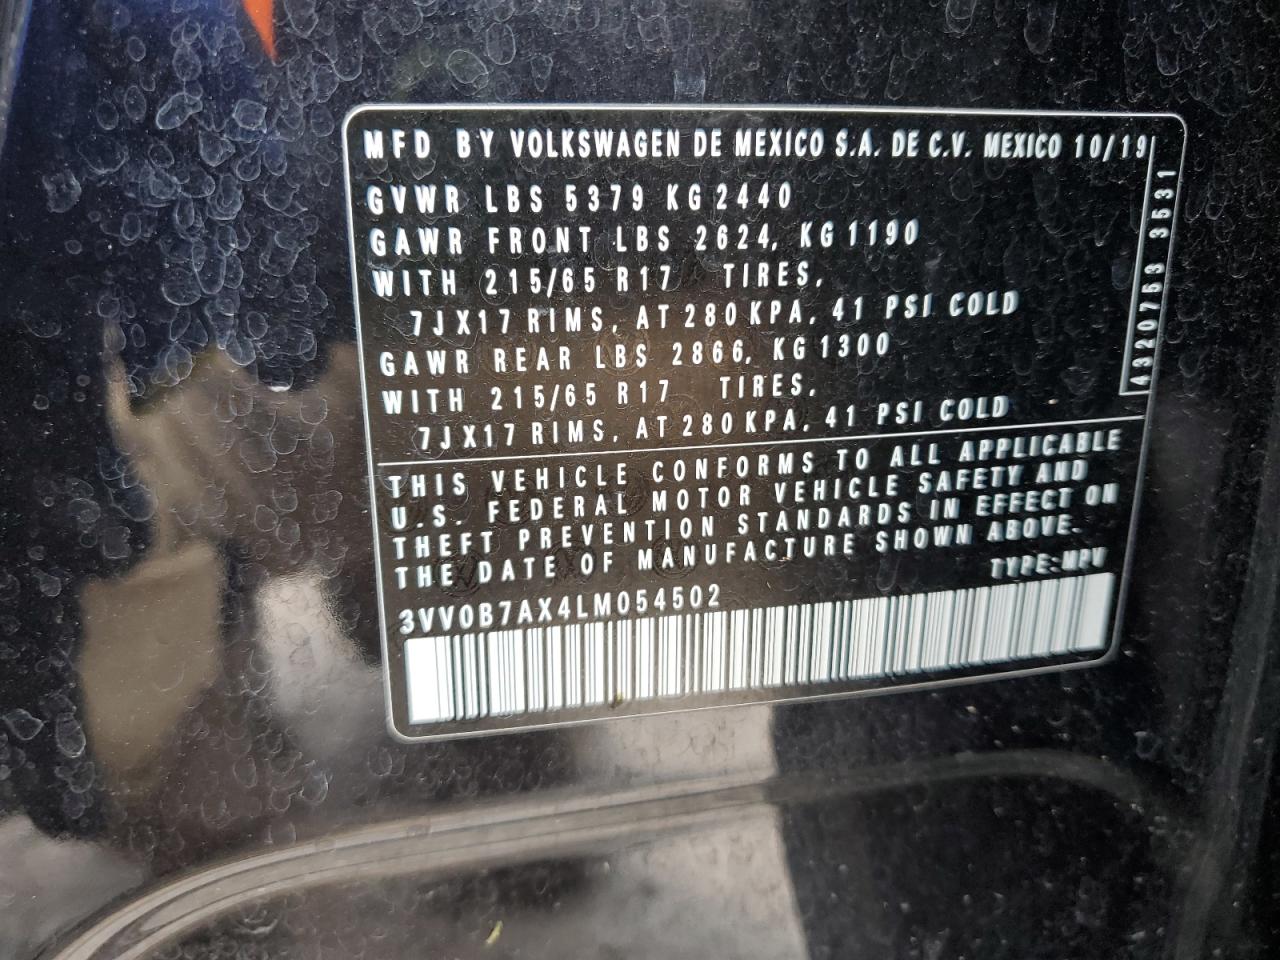 MFD BY VOLKSWAGEN DE MEXICO S.A. DE C.V. MEXICO 10/19
GVWR LBS 5379 KG 2440
GAWR FRONT LBS 2624, KG 1190
WITH 215/65 R17 TIRES,
7JX17 RIMS, AT 280 KPA, 41 PSI COLD
GAWR REAR LBS 2866, KG 1300
WITH 215/65 R17 TIRES,
7JX17 RIMS, AT 280 KPA, 41 PSI COLD
4320753 3531
THIS VEHICLE CONFORMS TO ALL APPLICABLE
U.S. FEDERAL MOTOR VEHICLE SAFETY AND
THEFT PREVENTION STANDARDS IN EFFECT ON
THE DATE OF MANUFACTURE SHOWN ABOVE.
TYPE:MPV
3VV0B7AX4LM054502